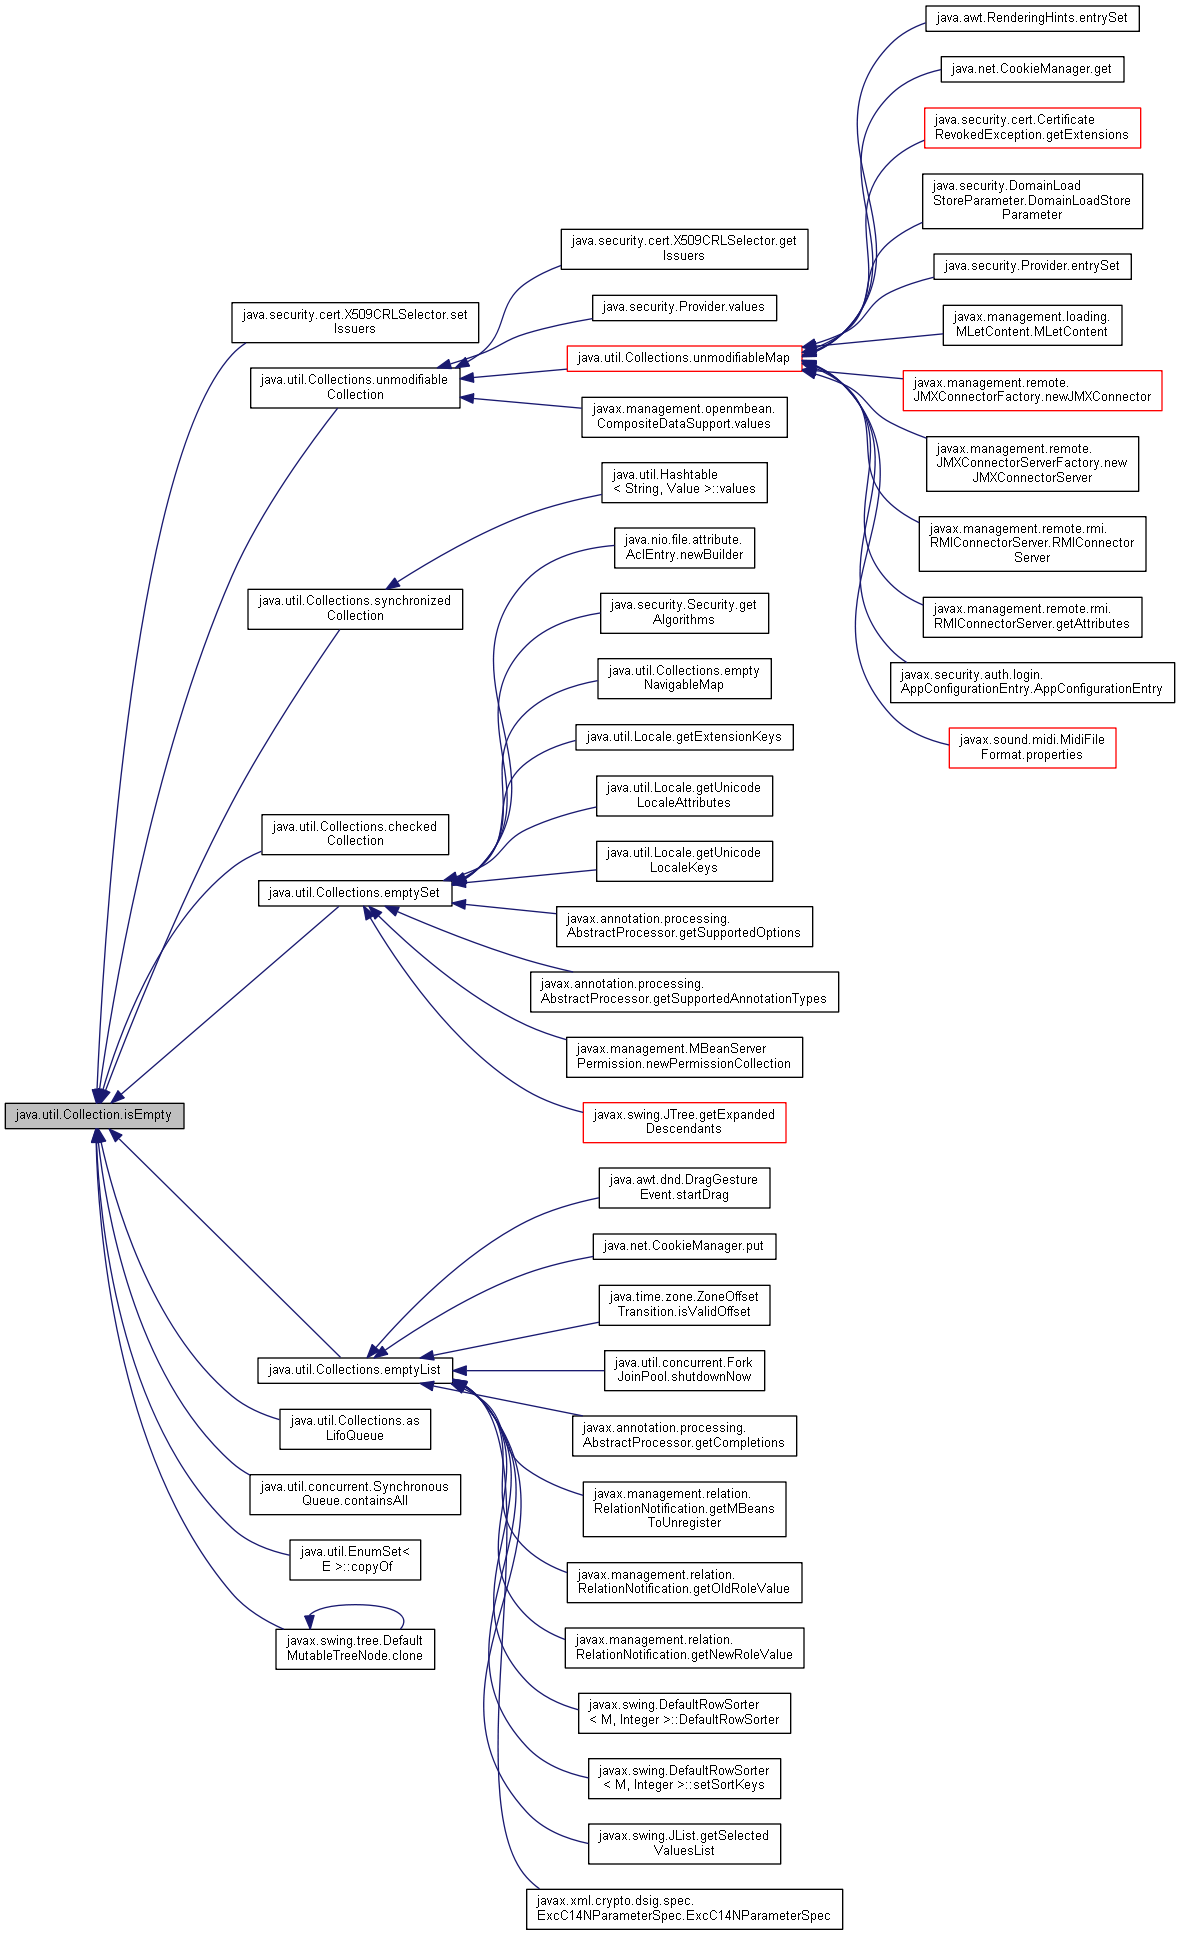 java.util.Collection.isEmpty
java.security.cert.X509CRLSelector.set
Issuers
java.util.Collections.unmodifiable
Collection
java.util.Collections.synchronized
Collection
java.util.Collections.checked
Collection
java.util.Collections.emptySet
java.util.Collections.emptyList
java.util.Collections.as
LifoQueue
java.util.concurrent.Synchronous
Queue.containsAll
java.util.EnumSet<
E >::copyOf
javax.swing.tree.Default
MutableTreeNode.clone
java.security.cert.X509CRLSelector.get
Issuers
java.security.Provider.values
java.util.Collections.unmodifiableMap
javax.management.openmbean.
CompositeDataSupport.values
java.util.Hashtable
< String, Value >::values
java.nio.file.attribute.
AclEntry.newBuilder
java.security.Security.get
Algorithms
java.util.Collections.empty
NavigableMap
java.util.Locale.getExtensionKeys
java.util.Locale.getUnicode
LocaleAttributes
java.util.Locale.getUnicode
LocaleKeys
javax.annotation.processing.
AbstractProcessor.getSupportedOptions
javax.annotation.processing.
AbstractProcessor.getSupportedAnnotationTypes
javax.management.MBeanServer
Permission.newPermissionCollection
javax.swing.JTree.getExpanded
Descendants
java.awt.dnd.DragGesture
Event.startDrag
java.net.CookieManager.put
java.time.zone.ZoneOffset
Transition.isValidOffset
java.util.concurrent.Fork
JoinPool.shutdownNow
javax.annotation.processing.
AbstractProcessor.getCompletions
javax.management.relation.
RelationNotification.getMBeans
ToUnregister
javax.management.relation.
RelationNotification.getOldRoleValue
javax.management.relation.
RelationNotification.getNewRoleValue
javax.swing.DefaultRowSorter
< M, Integer >::DefaultRowSorter
javax.swing.DefaultRowSorter
< M, Integer >::setSortKeys
javax.swing.JList.getSelected
ValuesList
javax.xml.crypto.dsig.spec.
ExcC14NParameterSpec.ExcC14NParameterSpec
java.awt.RenderingHints.entrySet
java.net.CookieManager.get
java.security.cert.Certificate
RevokedException.getExtensions
java.security.DomainLoad
StoreParameter.DomainLoadStore
Parameter
java.security.Provider.entrySet
javax.management.loading.
MLetContent.MLetContent
javax.management.remote.
JMXConnectorFactory.newJMXConnector
javax.management.remote.
JMXConnectorServerFactory.new
JMXConnectorServer
javax.management.remote.rmi.
RMIConnectorServer.RMIConnector
Server
javax.management.remote.rmi.
RMIConnectorServer.getAttributes
javax.security.auth.login.
AppConfigurationEntry.AppConfigurationEntry
javax.sound.midi.MidiFile
Format.properties